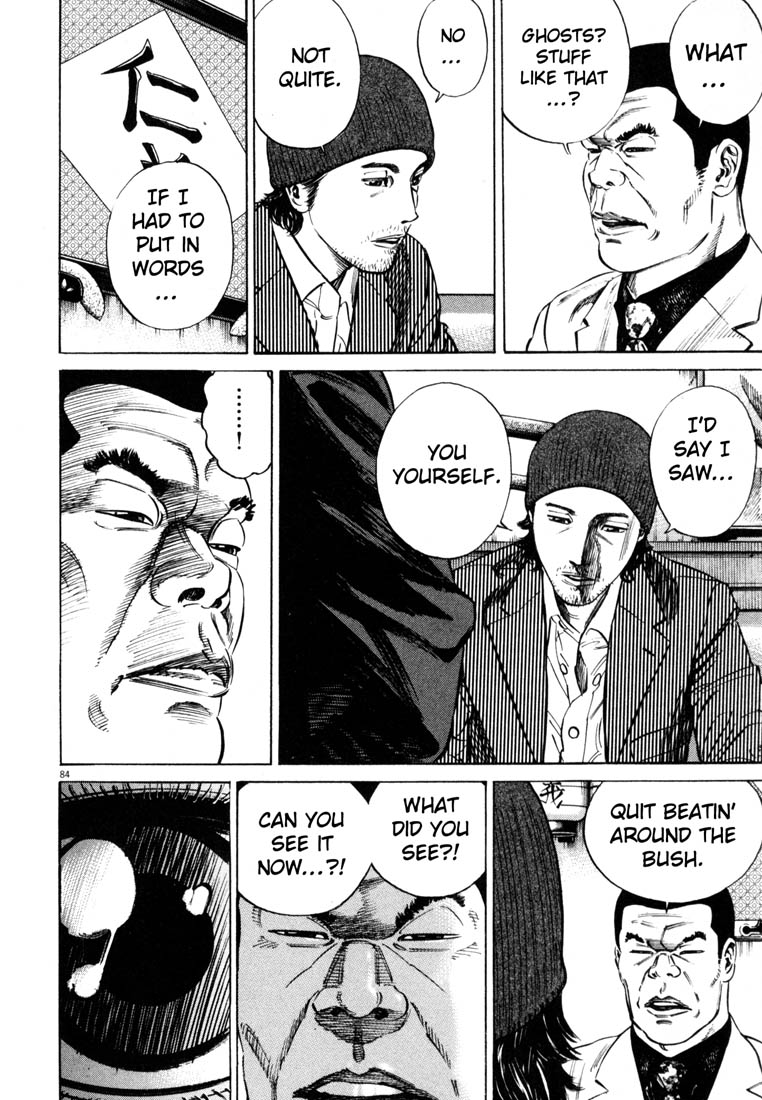 WHAT
...
GHOSTS?
STUFF
LIKE THAT
...?
NO
...
NOT
QUITE.
仁
IF I
HAD TO
PUT IN
WORDS
...
I'D
SAY I
SAW...
YOU
YOURSELF.
......!
QUIT BEATIN'
AROUND THE
BUSH.
WHAT
DID YOU
SEE?!
CAN YOU
SEE IT
NOW...?!
84